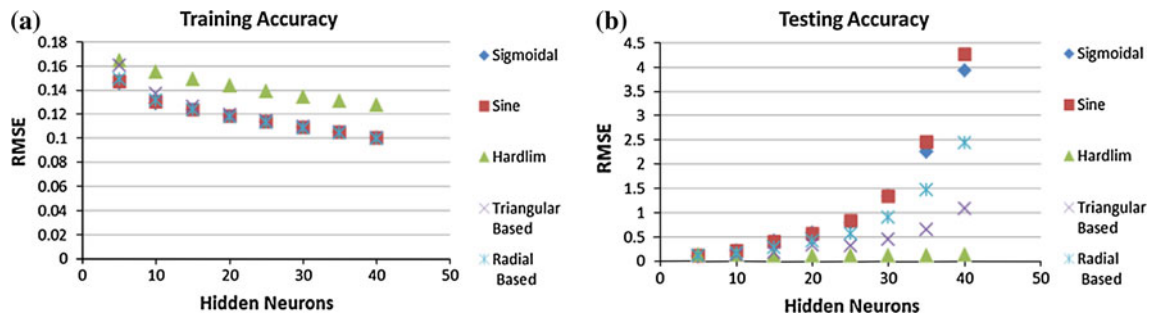 (a)
Training Accuracy
0.18
0.16
0.14
0.12
0.1
0.08
0.06
0.04
0.02
0
RMSE
0
10
20
30
40
50
Hidden Neurons
Sigmoidal
Sine
Hardlim
Triangular
Based
Radial
Based
(b)
Testing Accuracy
4.5
4
3.5
3
2.5
2
1.5
1
0.5
0
RMSE
0
10
20
30
40
50
Hidden Neurons
Sigmoidal
Sine
Hardlim
Triangular
Based
Radial
Based